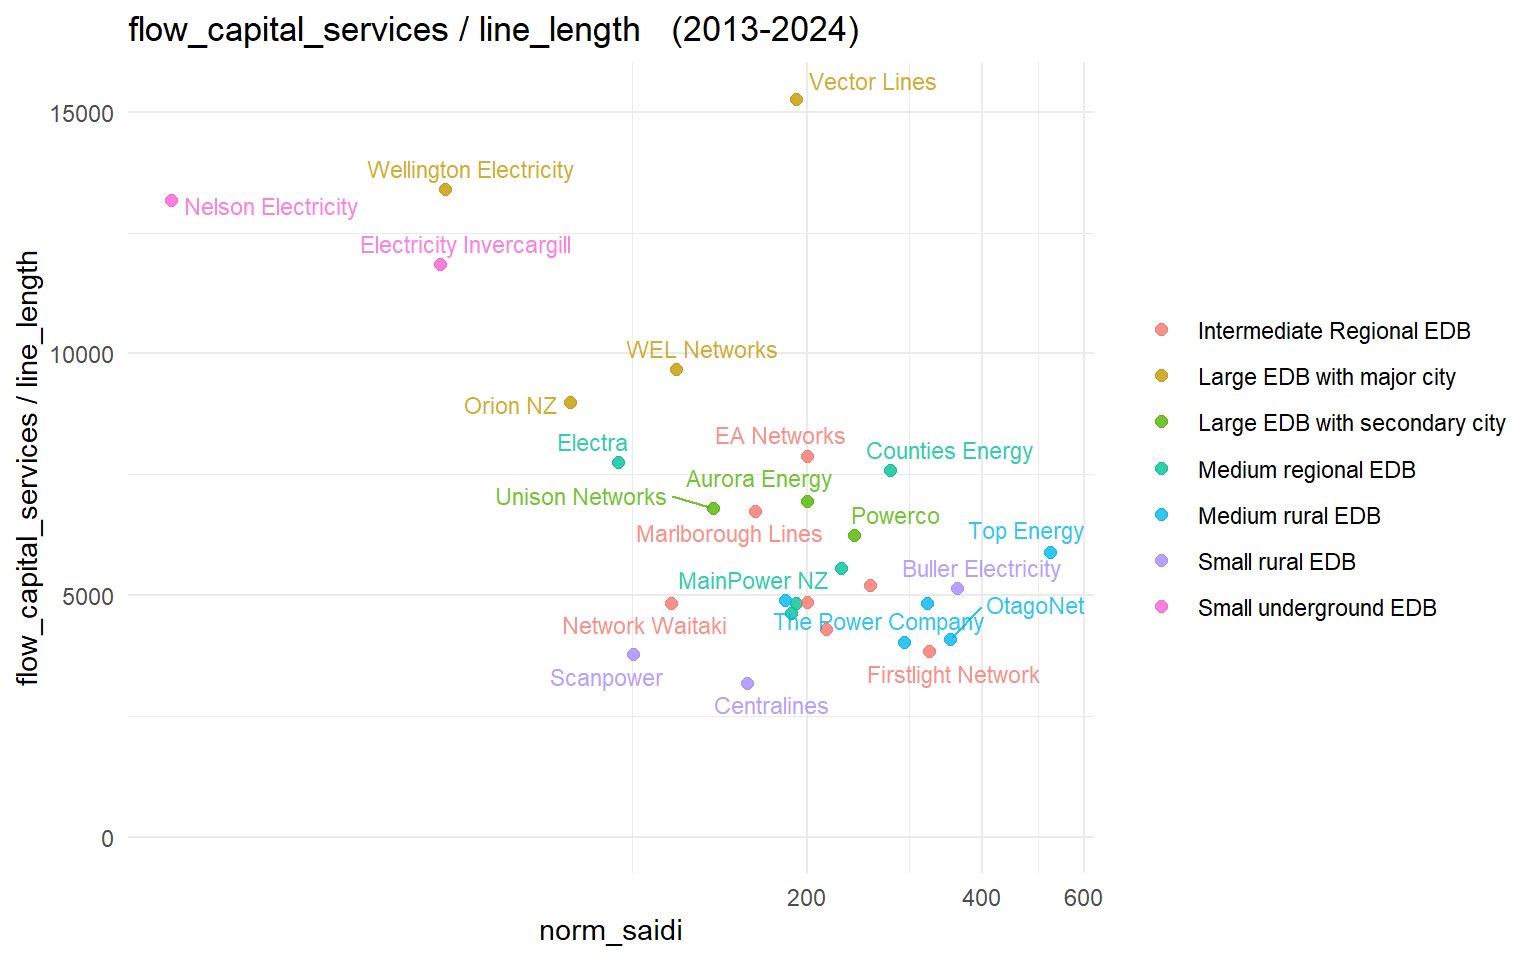 flow_capital_services / line_length (2013-2024)
Vector Lines
15000
Wellington Electricity
Nelson Electricity
Electricity Invercargill
10000
WEL Networks
Orion NZ
EA Networks
Electra
Counties Energy
Aurora Energy
Unison Networks
Powerco
Marlborough Lines
Top Energy
Buller Electricity
MainPower NZ
5000
OtagoNet
The Power Company
Network Waitaki
Firstlight Network
Scanpower
Centralines
0
200
400
600
norm_saidi
flow_capital_services / line_length
Intermediate Regional EDB
Large EDB with major city
Large EDB with secondary city
Medium regional EDB
Medium rural EDB
Small rural EDB
Small underground EDB